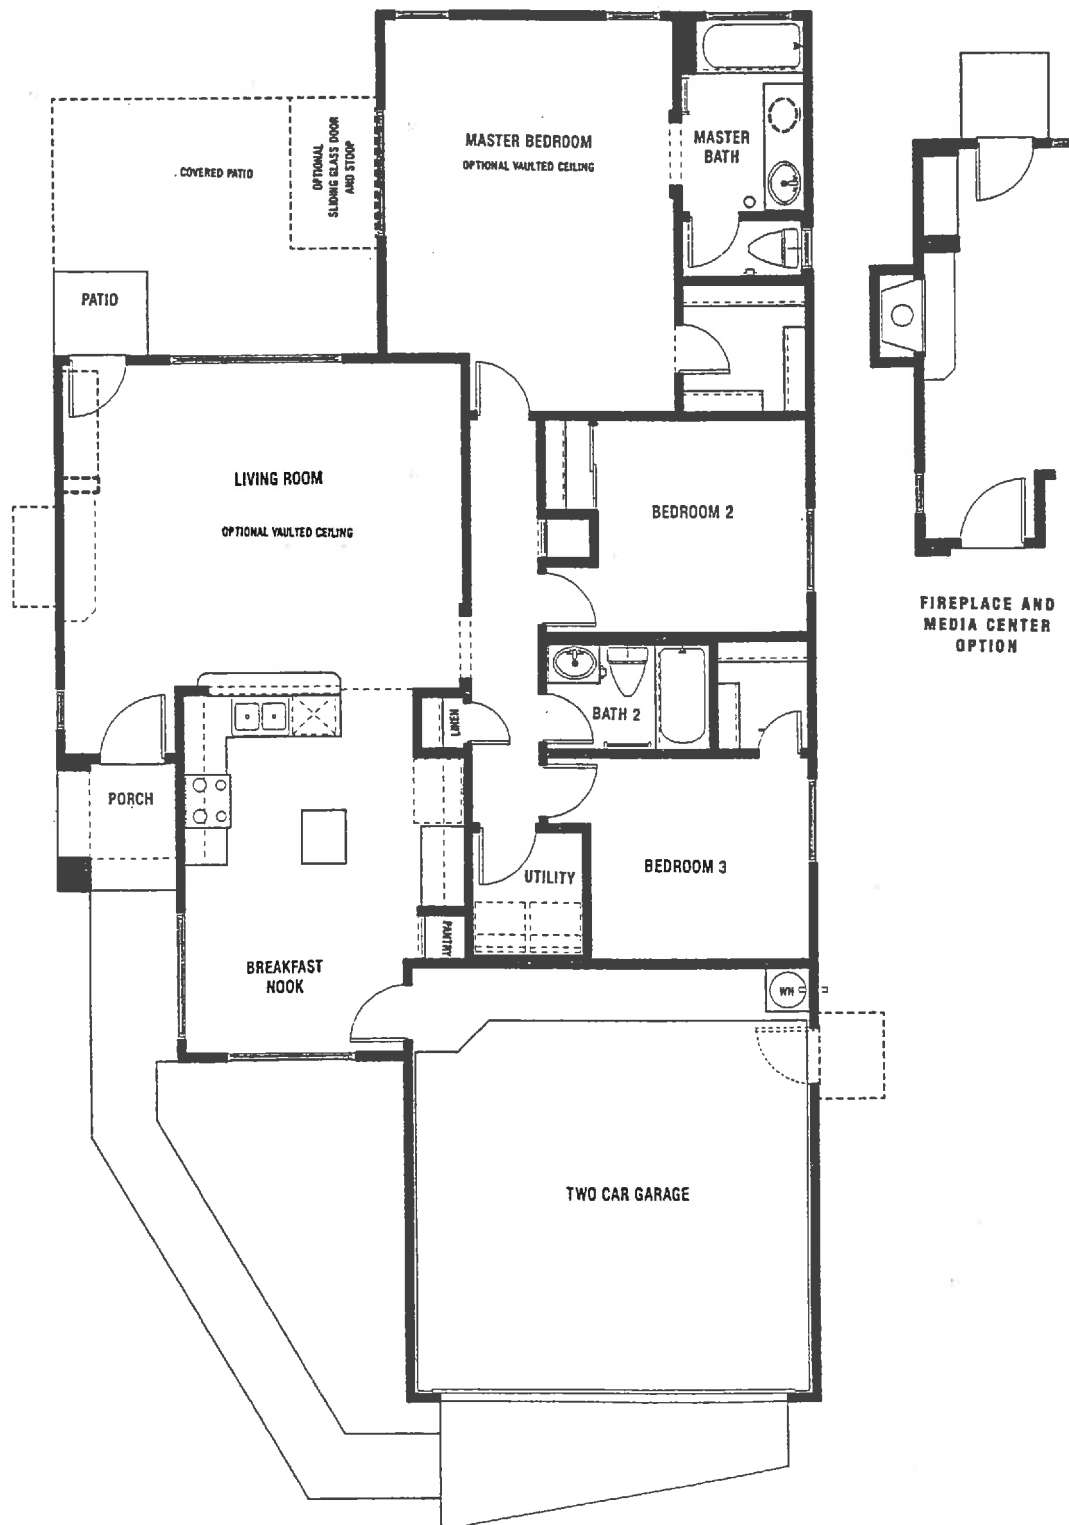 MASTER BEDROOM
OPTIONAL VAULTED CEILING
MASTER
BATH
COVERED PATIO
OPTIONAL
SLIDING GLASS DOOR
AND STOOP
PATIO
LIVING ROOM
OPTIONAL VAULTED CEILING
BEDROOM 2
FIREPLACE AND
MEDIA CENTER
OPTION
LINEN
BATH 2
PORCH
BEDROOM 3
UTILITY
PANTRY
BREAKFAST
NOOK
WH
TWO CAR GARAGE